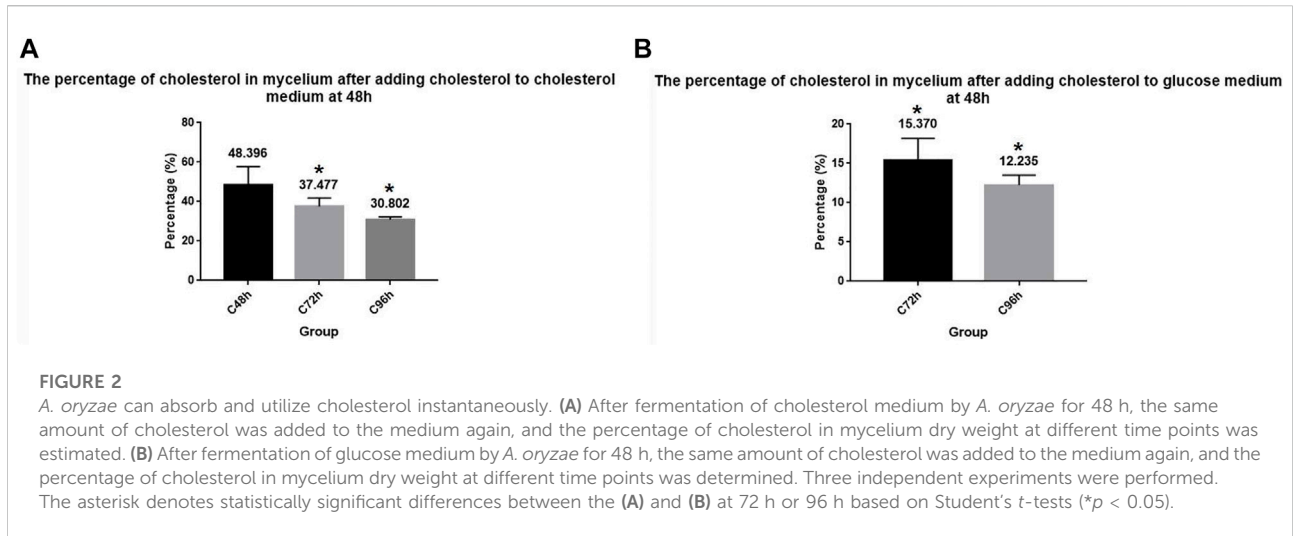 A
The percentage of cholesterol in mycelium after adding cholesterol to cholesterol
medium at 48h
80
60
40
20
0
Percentage (%)
48.396
*
37.477
*
30.802
C48h
C72h
C96h
Group
B
The percentage of cholesterol in mycelium after adding cholesterol to glucose medium
at 48h
20
15
10
5
0
Percentage (%)
*
15.370
*
12.235
C72h
C96h
Group
FIGURE 2
A. oryzae can absorb and utilize cholesterol instantaneously. (A) After fermentation of cholesterol medium by A. oryzae for 48 h, the same
amount of cholesterol was added to the medium again, and the percentage of cholesterol in mycelium dry weight at different time points was
estimated. (B) After fermentation of glucose medium by A. oryzae for 48 h, the same amount of cholesterol was added to the medium again, and the
percentage of cholesterol in mycelium dry weight at different time points was determined. Three independent experiments were performed.
The asterisk denotes statistically significant differences between the (A) and (B) at 72 h or 96 h based on Student's t-tests (*p < 0.05).